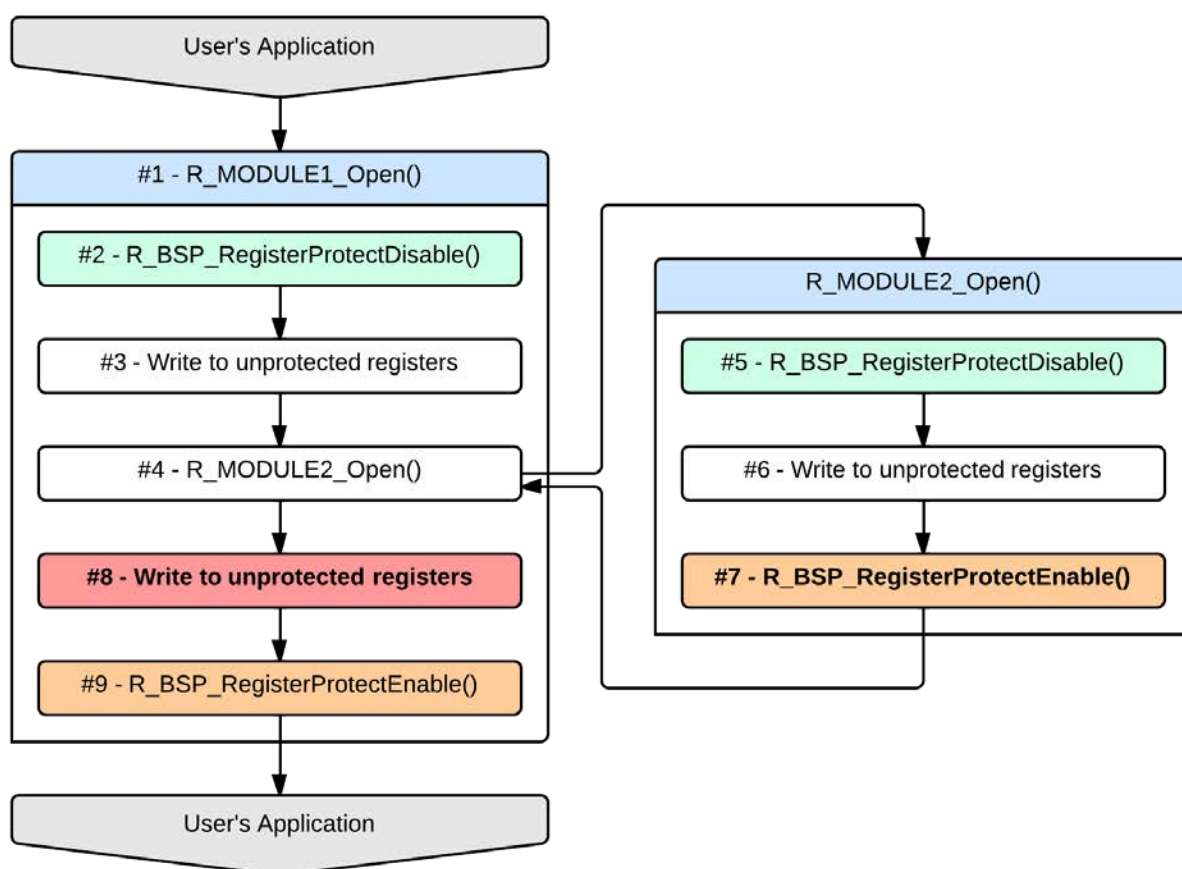 User's Application
#1 - R_MODULE1_Open()
#2 - R_BSP_RegisterProtectDisable()
#3 - Write to unprotected registers
#4 - R_MODULE2_Open()
R_MODULE2_Open()
#5 - R_BSP_RegisterProtectDisable()
#6 - Write to unprotected registers
#7 - R_BSP_RegisterProtectEnable()
#8 - Write to unprotected registers
#9 - R_BSP_RegisterProtectEnable()
User's Application